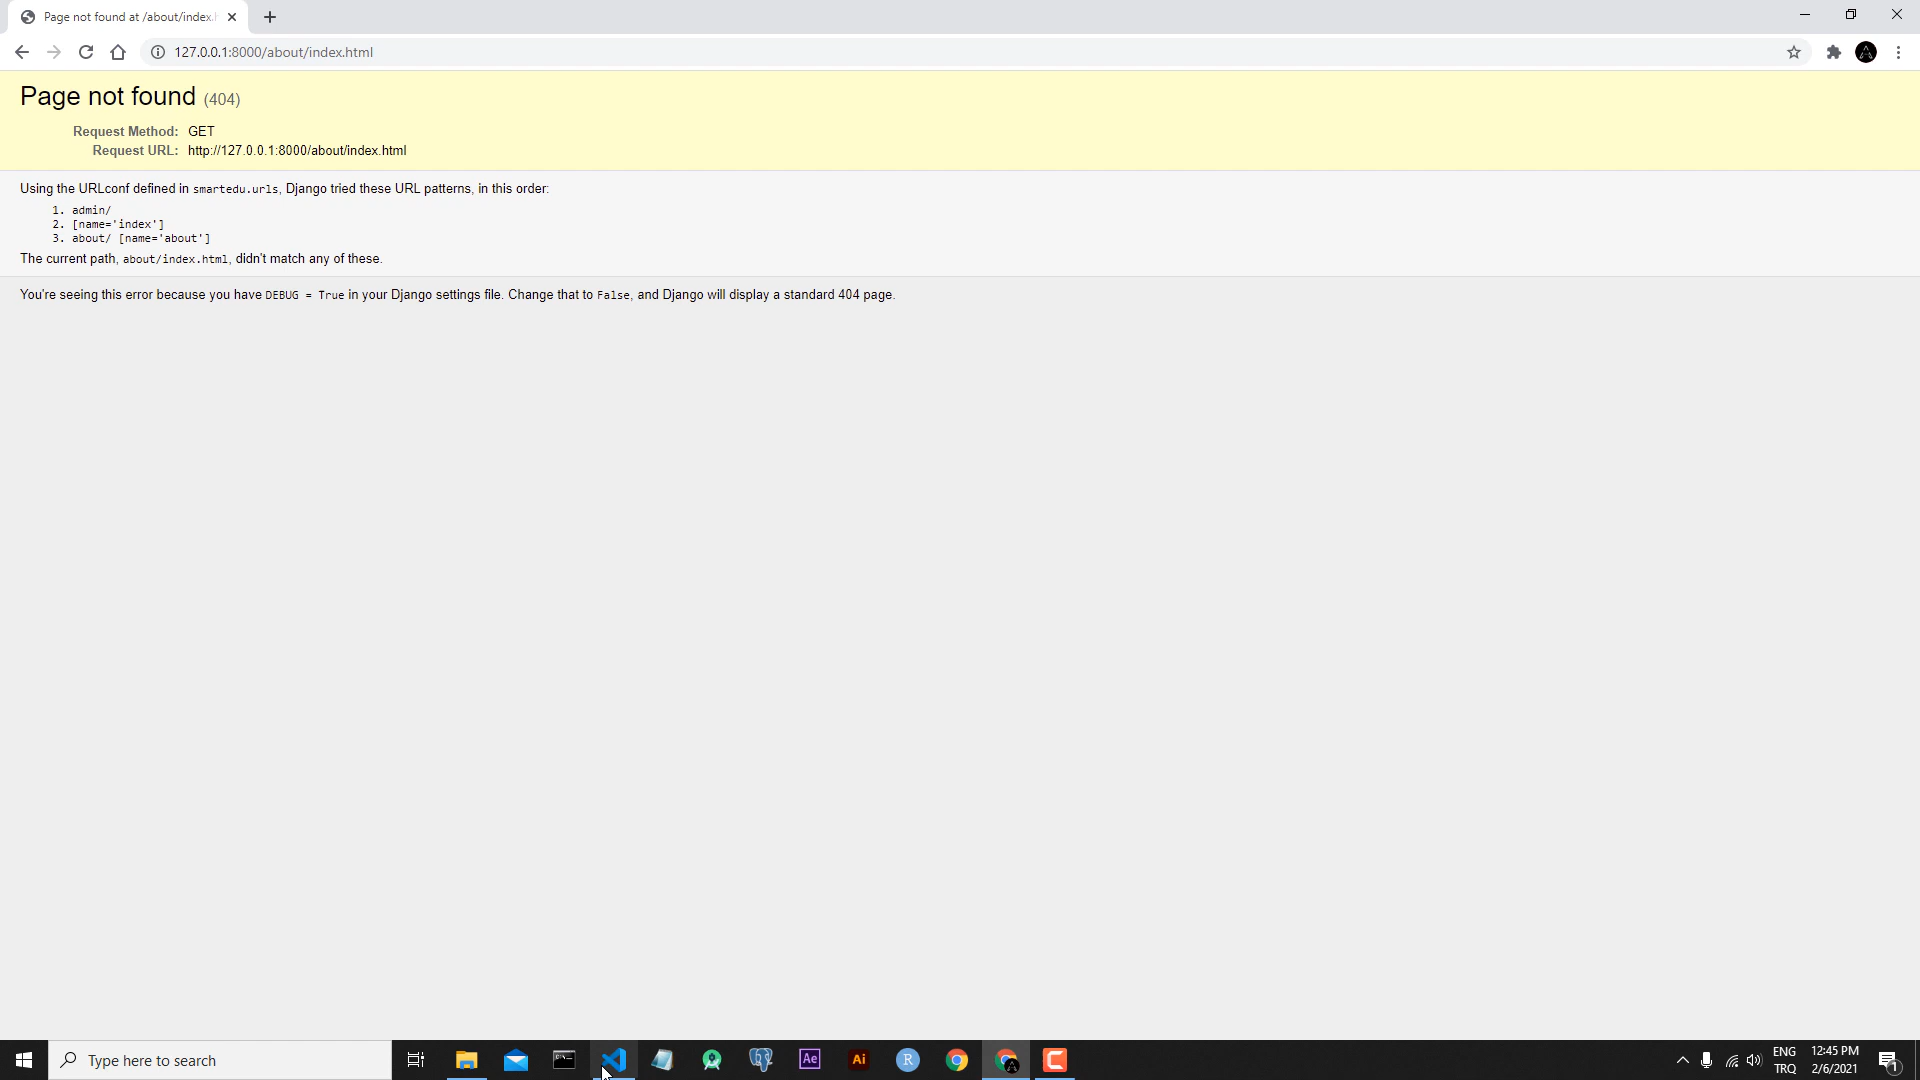 Page not found at /about/index.h
127.0.0.1:8000/about/index.html
Page not found (404)
Request Method: GET
Request URL: http://127.0.0.1:8000/about/index.html
Using the URLconf defined in smartedu.urls, Django tried these URL patterns, in this order:
1. admin/
2. [name='index']
3. about/ [name='about']
The current path, about/index.html, didn't match any of these.
You're seeing this error because you have DEBUG = True in your Django settings file. Change that to False, and Django will display a standard 404 page.
Type here to search
Ae
Ai
R
ENG
TRQ
12:45 PM
2/6/2021
1